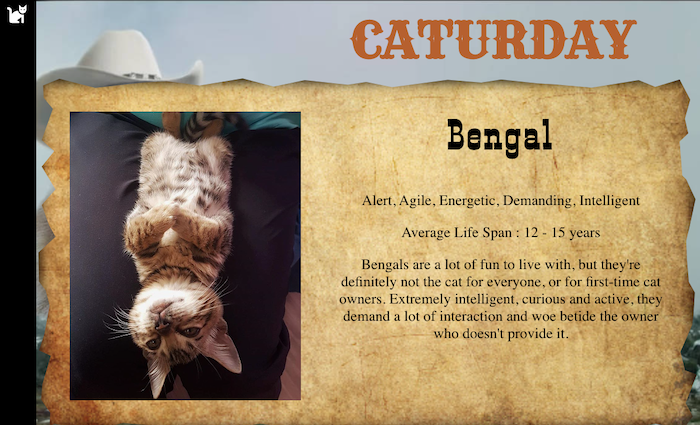 CATURDAY
Bengal
Alert, Agile, Energetic, Demanding, Intelligent
Average Life Span : 12 - 15 years
Bengals are a lot of fun to live with, but they're
definitely not the cat for everyone, or for first-time cat
owners. Extremely intelligent, curious and active, they
demand a lot of interaction and woe betide the owner
who doesn't provide it.